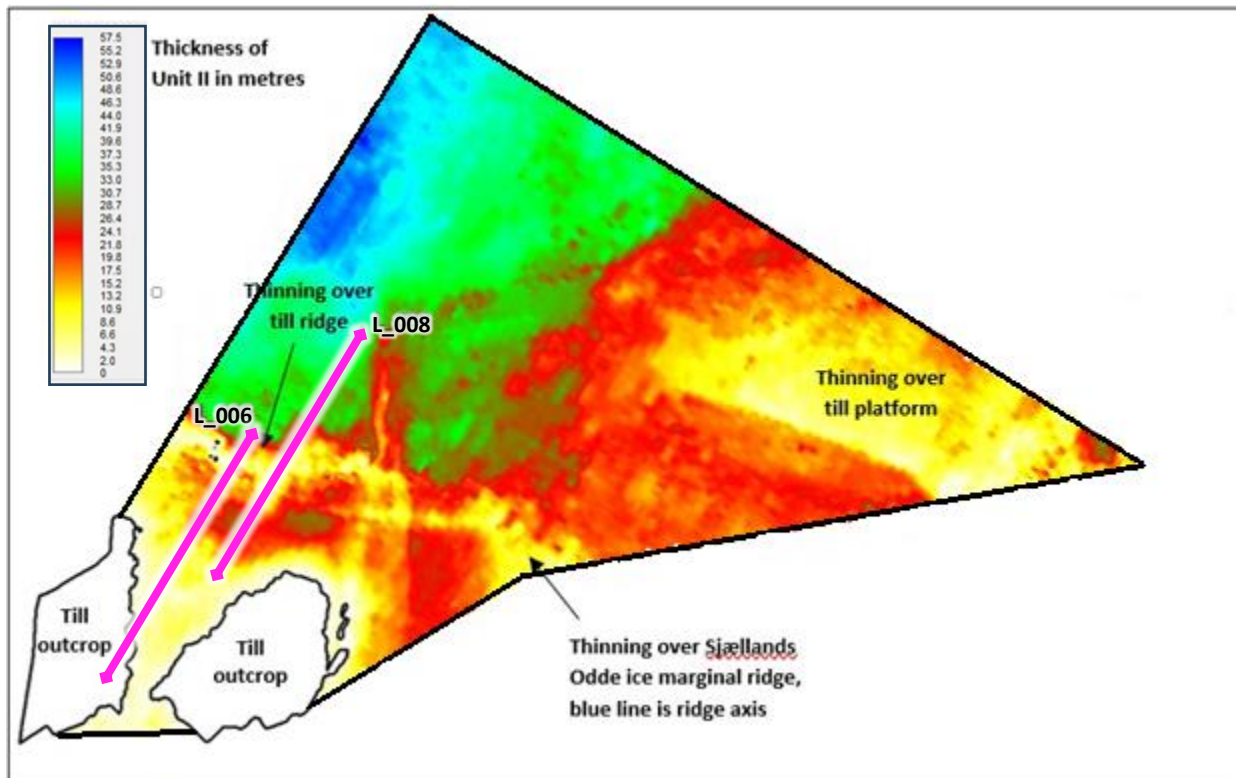 57.5
55.2
52.9
50.6
48.6
46.3
44.0
41.9
39.6
37.3
35.3
33.0
30.7
28.7
26.4
24.1
21.8
19.8
17.5
15.2
13.2
10.9
8.6
6.6
4.3
2.0
0
Thickness of
Unit II in metres
Thinning over
till ridge
L_008
L_006
Thinning over
till platform
Till
outcrop
Till
outcrop
Thinning over Sjællands
Odde ice marginal ridge,
blue line is ridge axis